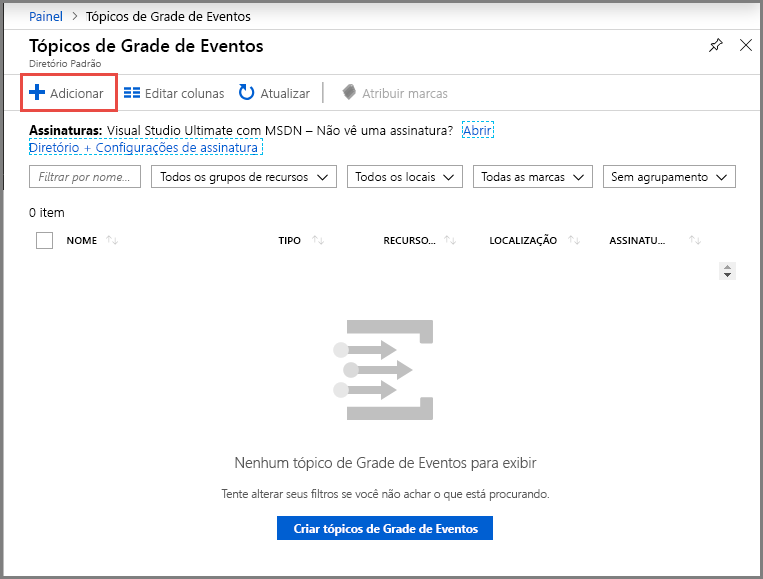 Painel > Tópicos de Grade de Eventos
Tópicos de Grade de Eventos
Diretório Padrão
Adicionar Editar colunas Atualizar Atribuir marcas
Assinaturas: Visual Studio Ultimate com MSDN – Não vê uma assinatura? Abrir
Diretório + Configurações de assinatura
Filtrar por nome... Todos os grupos de recursos Todos os locais Todas as marcas Sem agrupamento
0 item
NOME TIPO RECURSO... LOCALIZAÇÃO ASSINATU...
Nenhum tópico de Grade de Eventos para exibir
Tente alterar seus filtros se você não achar o que está procurando.
Criar tópicos de Grade de Eventos